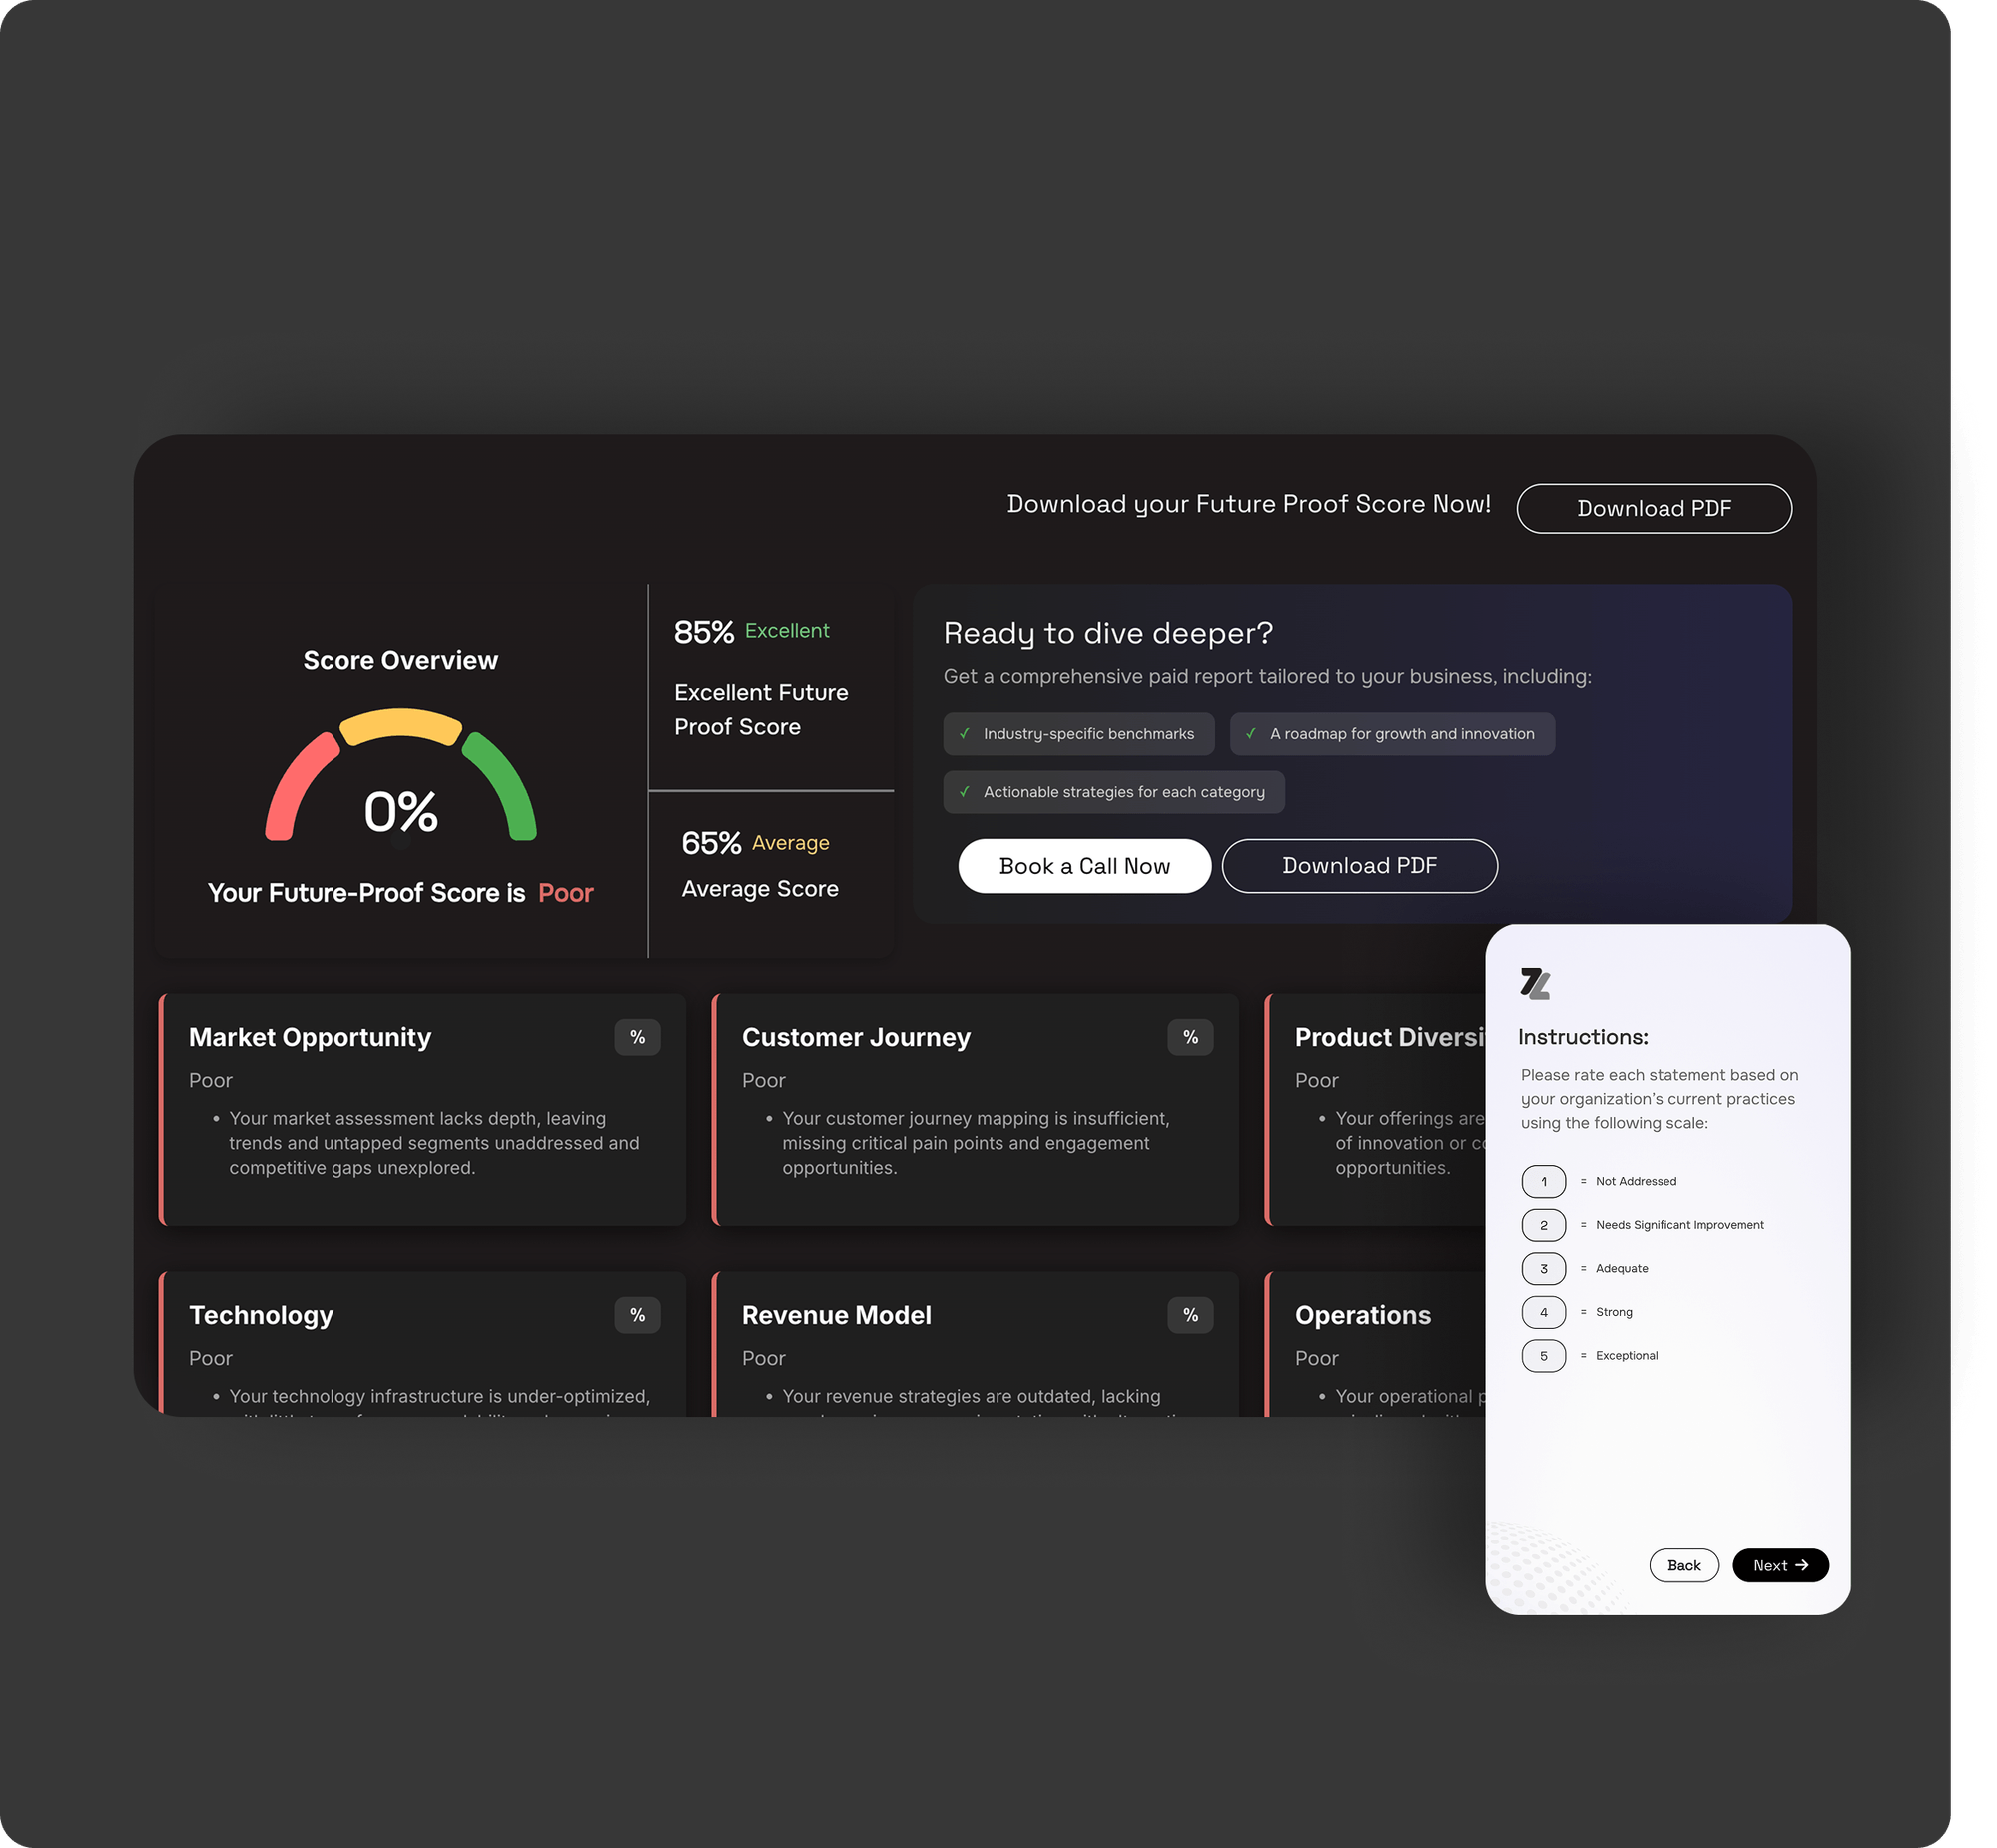 Download your Future Proof Score Now!
Download PDF
Score Overview
0%
Your Future-Proof Score is Poor
85% Excellent
Excellent Future
Proof Score
65% Average
Average Score
Ready to dive deeper?
Get a comprehensive paid report tailored to your business, including:
✓ Industry-specific benchmarks
✓ A roadmap for growth and innovation
✓ Actionable strategies for each category
Book a Call Now
Download PDF
Market Opportunity
%
Poor
• Your market assessment lacks depth, leaving
trends and untapped segments unaddressed and
competitive gaps unexplored.
Customer Journey
%
Poor
• Your customer journey mapping is insufficient,
missing critical pain points and engagement
opportunities.
Product
Poor
• Your offerings are
of innovation or
opportunities.
Technology
%
Poor
• Your technology infrastructure is under-optimized,
Revenue Model
%
Poor
• Your revenue strategies are outdated, lacking
Operations
Poor
• Your operational
Instructions:
Please rate each statement based on
your organization's current practices
using the following scale:
1 = Not Addressed
2 = Needs Significant Improvement
3 = Adequate
4 = Strong
5 = Exceptional
Back
Next →